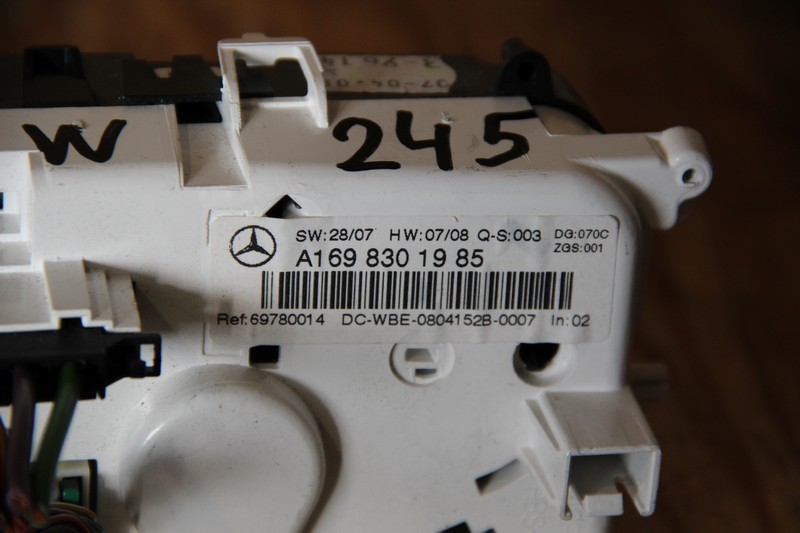 W 245
SW:28/07 HW:07/08 Q-S:003 DG:070C
ZGS:001
A169 830 19 85
Ref:69780014 DC-WBE-0804152B-0007 In:02